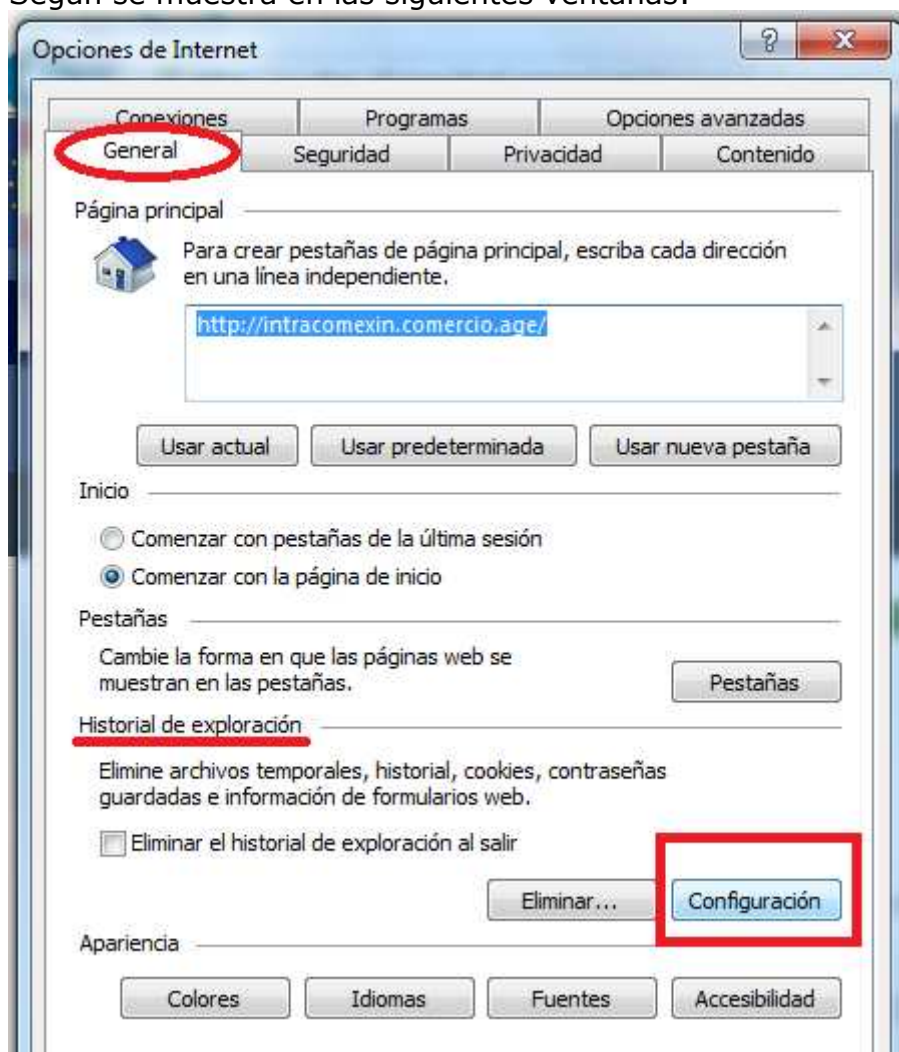 Según se muestra en las siguientes ventanas:
Opciones de Internet
Conexiones Programas Opciones avanzadas
General Seguridad Privacidad Contenido
Página principal
Para crear pestañas de página principal, escriba cada dirección
en una línea independiente.
http://intracomexin.comercio.age/
Usar actual Usar predeterminada Usar nueva pestaña
Inicio
Comenzar con pestañas de la última sesión
Comenzar con la página de inicio
Pestañas
Cambie la forma en que las páginas web se
muestran en las pestañas.
Pestañas
Historial de exploración
Elimine archivos temporales, historial, cookies, contraseñas
guardadas e información de formularios web.
Eliminar el historial de exploración al salir
Eliminar... Configuración
Apariencia
Colores Idiomas Fuentes Accesibilidad